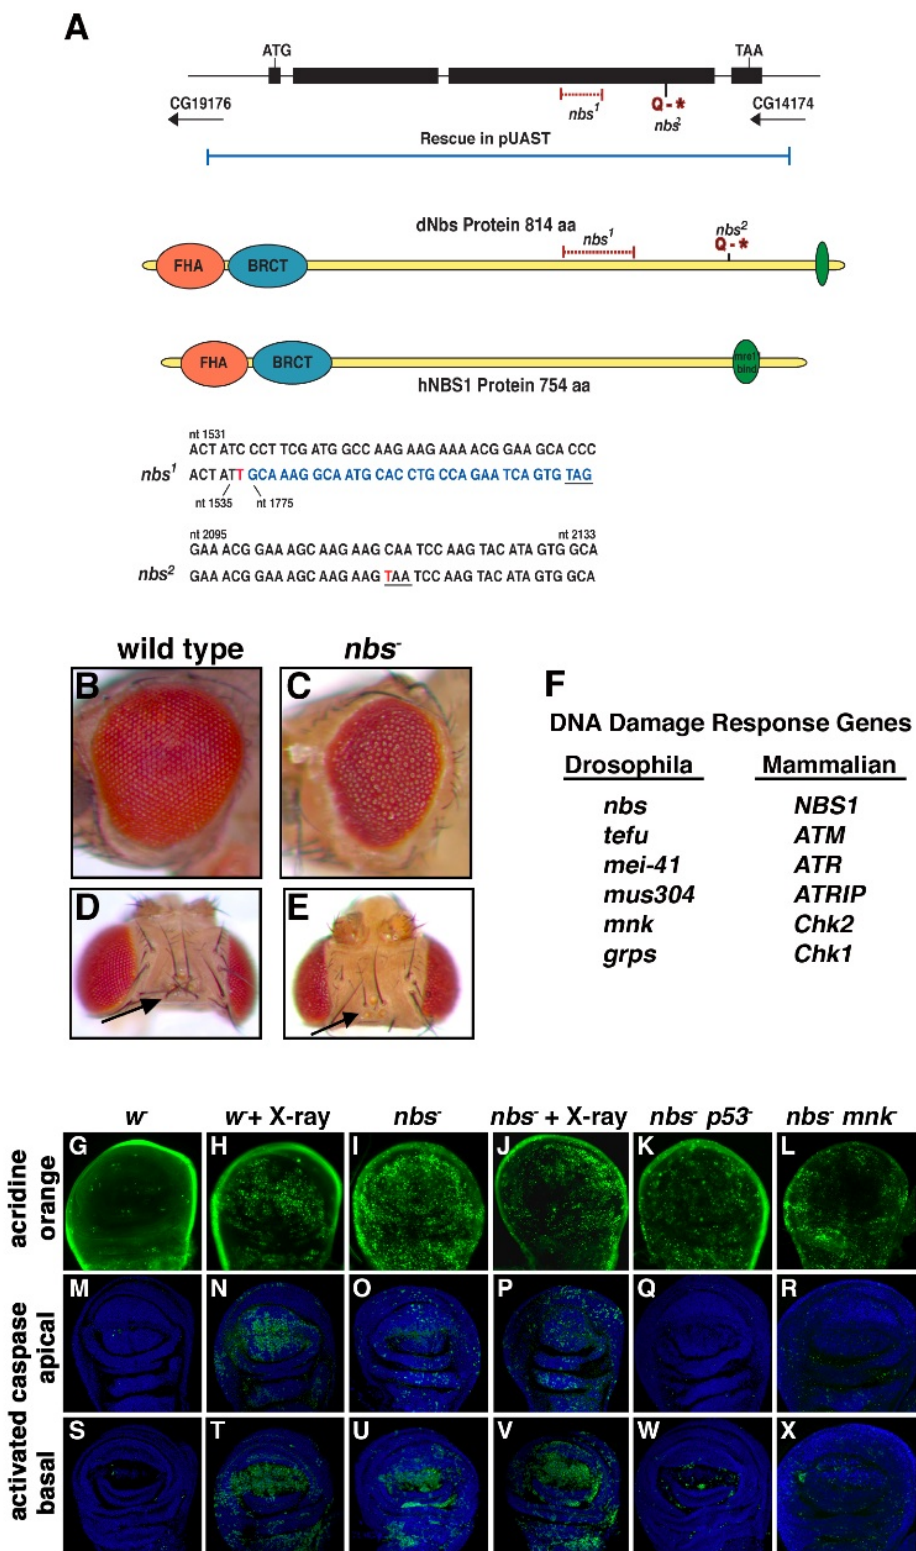 A
ATG TAA
CG19176 CG14174
nbs1 Q - *
nbs2
Rescue in pUAST
dNbs Protein 814 aa
nbs1 nbs2
Q - *
FHA BRCT
FHA BRCT mre11
bind
hNBS1 Protein 754 aa
nt 1531
ACT ATC CCT TCG ATG GCC AAG AAG AAA ACG GAA GCA CCC
nbs1 ACT ATT GCA AAG GCA ATG CAC CTG CCA GAA TCA GTG TAG
nt 1535 nt 1775
nt 2095 nt 2133
GAA ACG GAA AGC AAG AAG CAA TCC AAG TAC ATA GTG GCA
nbs2 GAA ACG GAA AGC AAG AAG TAA TCC AAG TAC ATA GTG GCA
wild type nbs-
B C
D E
F
DNA Damage Response Genes
Drosophila Mammalian
nbs NBS1
tefu ATM
mei-41 ATR
mus304 ATRIP
mnk Chk2
grps Chk1
w- w-+ X-ray nbs- nbs- + X-ray nbs- p53- nbs- mnk-
acridine
orange
G H I J K L
activated caspase
apical
M N O P Q R
basal
S T U V W X